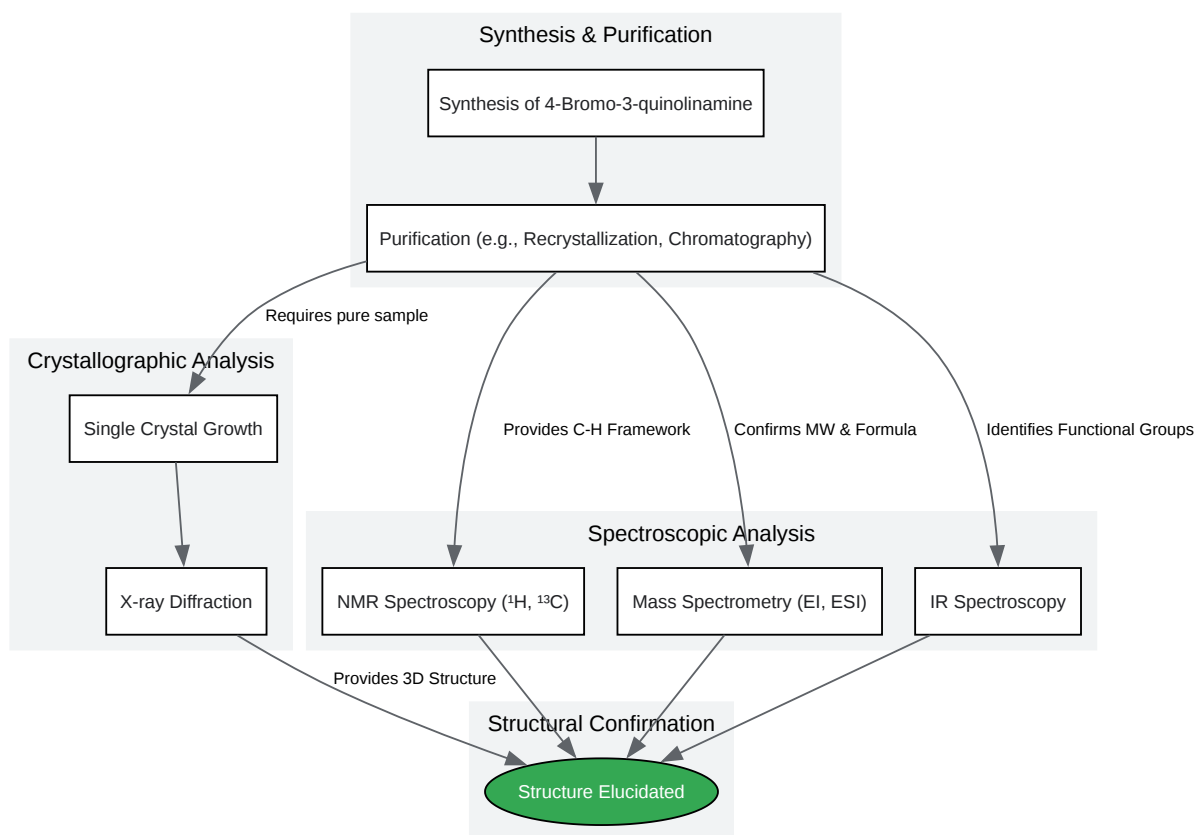 Synthesis & Purification
Synthesis of 4-Bromo-3-quinolinamine
Purification (e.g., Recrystallization, Chromatography)
Requires pure sample
Crystallographic Analysis
Single Crystal Growth
Provides C-H Framework
Confirms MW & Formula
Identifies Functional Groups
Spectroscopic Analysis
X-ray Diffraction
NMR Spectroscopy (¹H, ¹³C)
Mass Spectrometry (EI, ESI)
IR Spectroscopy
Provides 3D Structure
Structural Confirmation
Structure Elucidated